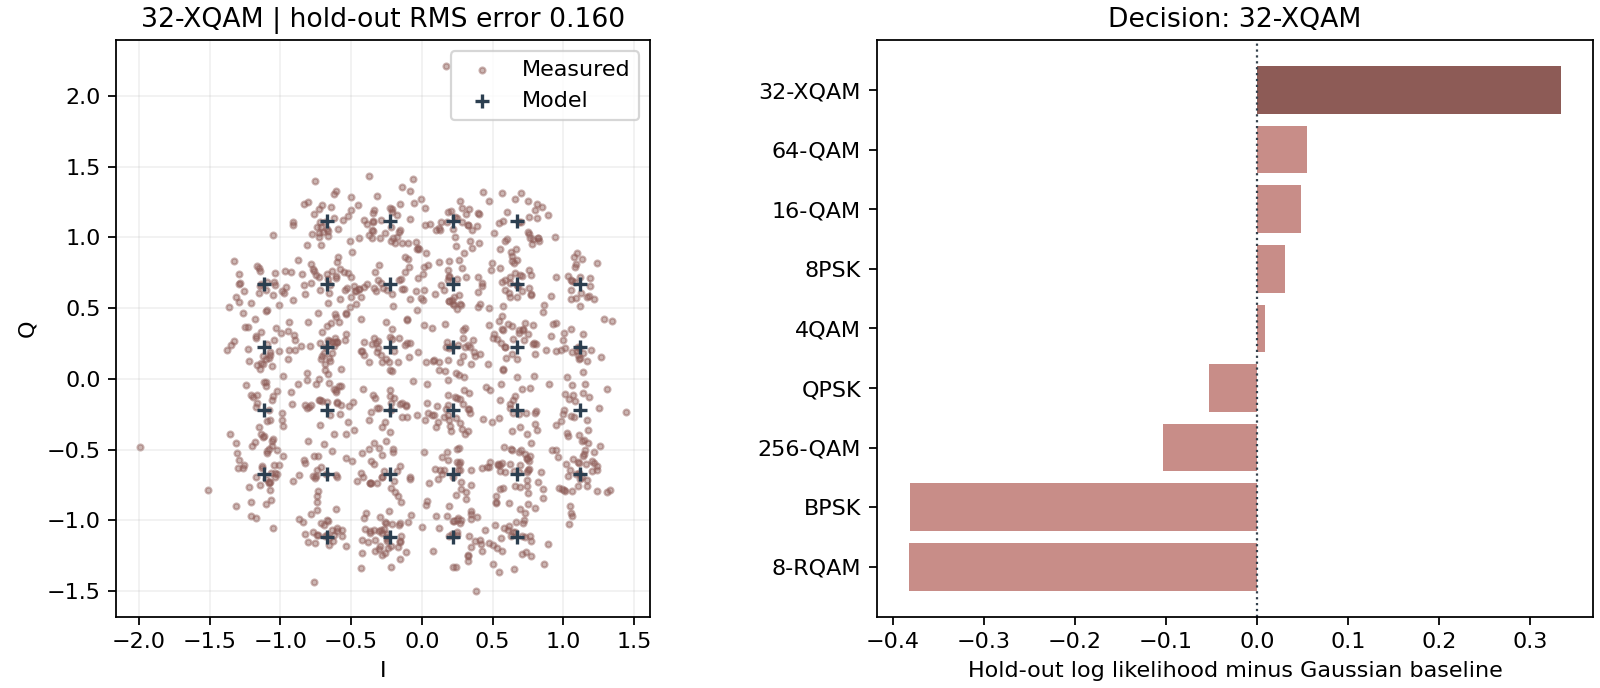 32-XQAM | hold-out RMS error 0.160
Measured
Model
2.0
1.5
1.0
0.5
0.0
−0.5
−1.0
−1.5
Q
−2.0 −1.5 −1.0 −0.5 0.0 0.5 1.0 1.5
I
Decision: 32-XQAM
32-XQAM
64-QAM
16-QAM
8PSK
4QAM
QPSK
256-QAM
BPSK
8-RQAM
−0.4 −0.3 −0.2 −0.1 0.0 0.1 0.2 0.3
Hold-out log likelihood minus Gaussian baseline